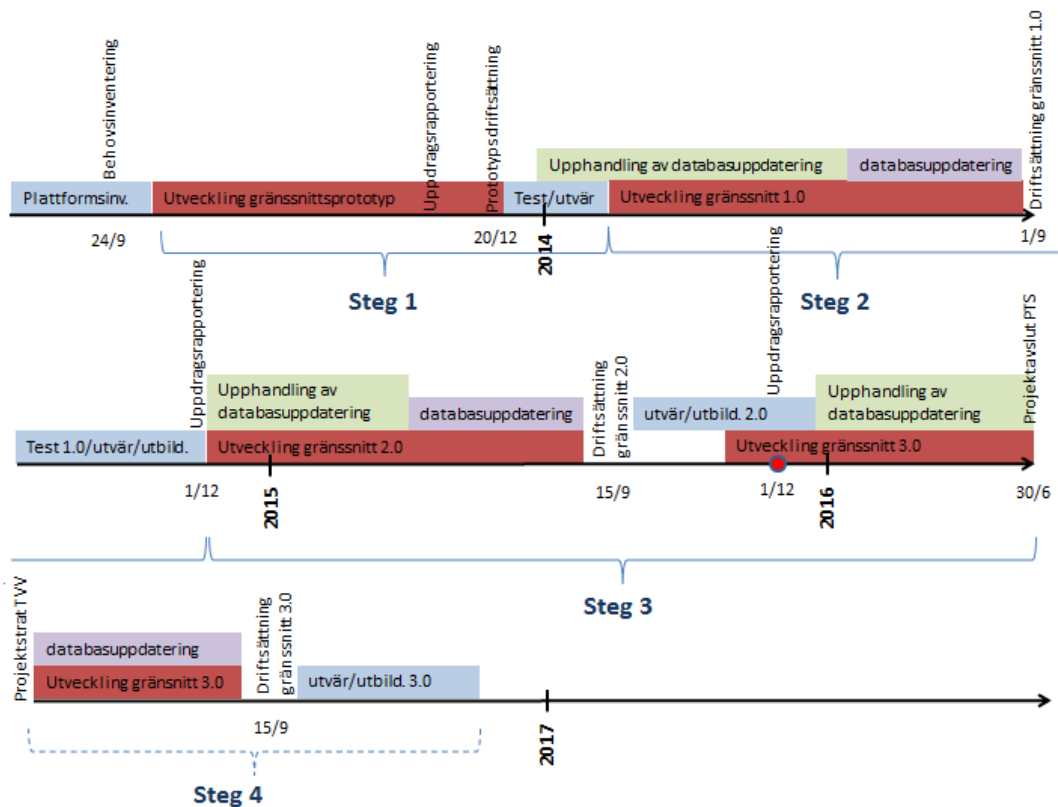 Behovsinventering
Uppdragsrapportering
Prototypsdriftsättning
Driftsättning gränssnitt 1.0
Upphandling av databasuppdatering
databasuppdatering
Plattformsinv.
Utveckling gränssnittsprototyp
Test/utvär
Utveckling gränssnitt 1.0
24/9
20/12
2014
1/9
Steg 1
Steg 2
Uppdragsrapportering
Driftsättning
gränssnitt 2.0
Uppdragsrapportering
Projektavslut PTS
Upphandling av
databasuppdatering
databasuppdatering
utvär/utbild. 2.0
Upphandling av
databasuppdatering
Test 1.0/utvär/utbild.
Utveckling gränssnitt 2.0
Utveckling gränssnitt 3.0
1/12
2015
15/9
1/12
2016
30/6
Steg 3
Projektstrat TVV
Driftsättning
gränssnitt 3.0
databasuppdatering
Utveckling gränsnitt 3.0
utvär/utbild. 3.0
15/9
2017
Steg 4